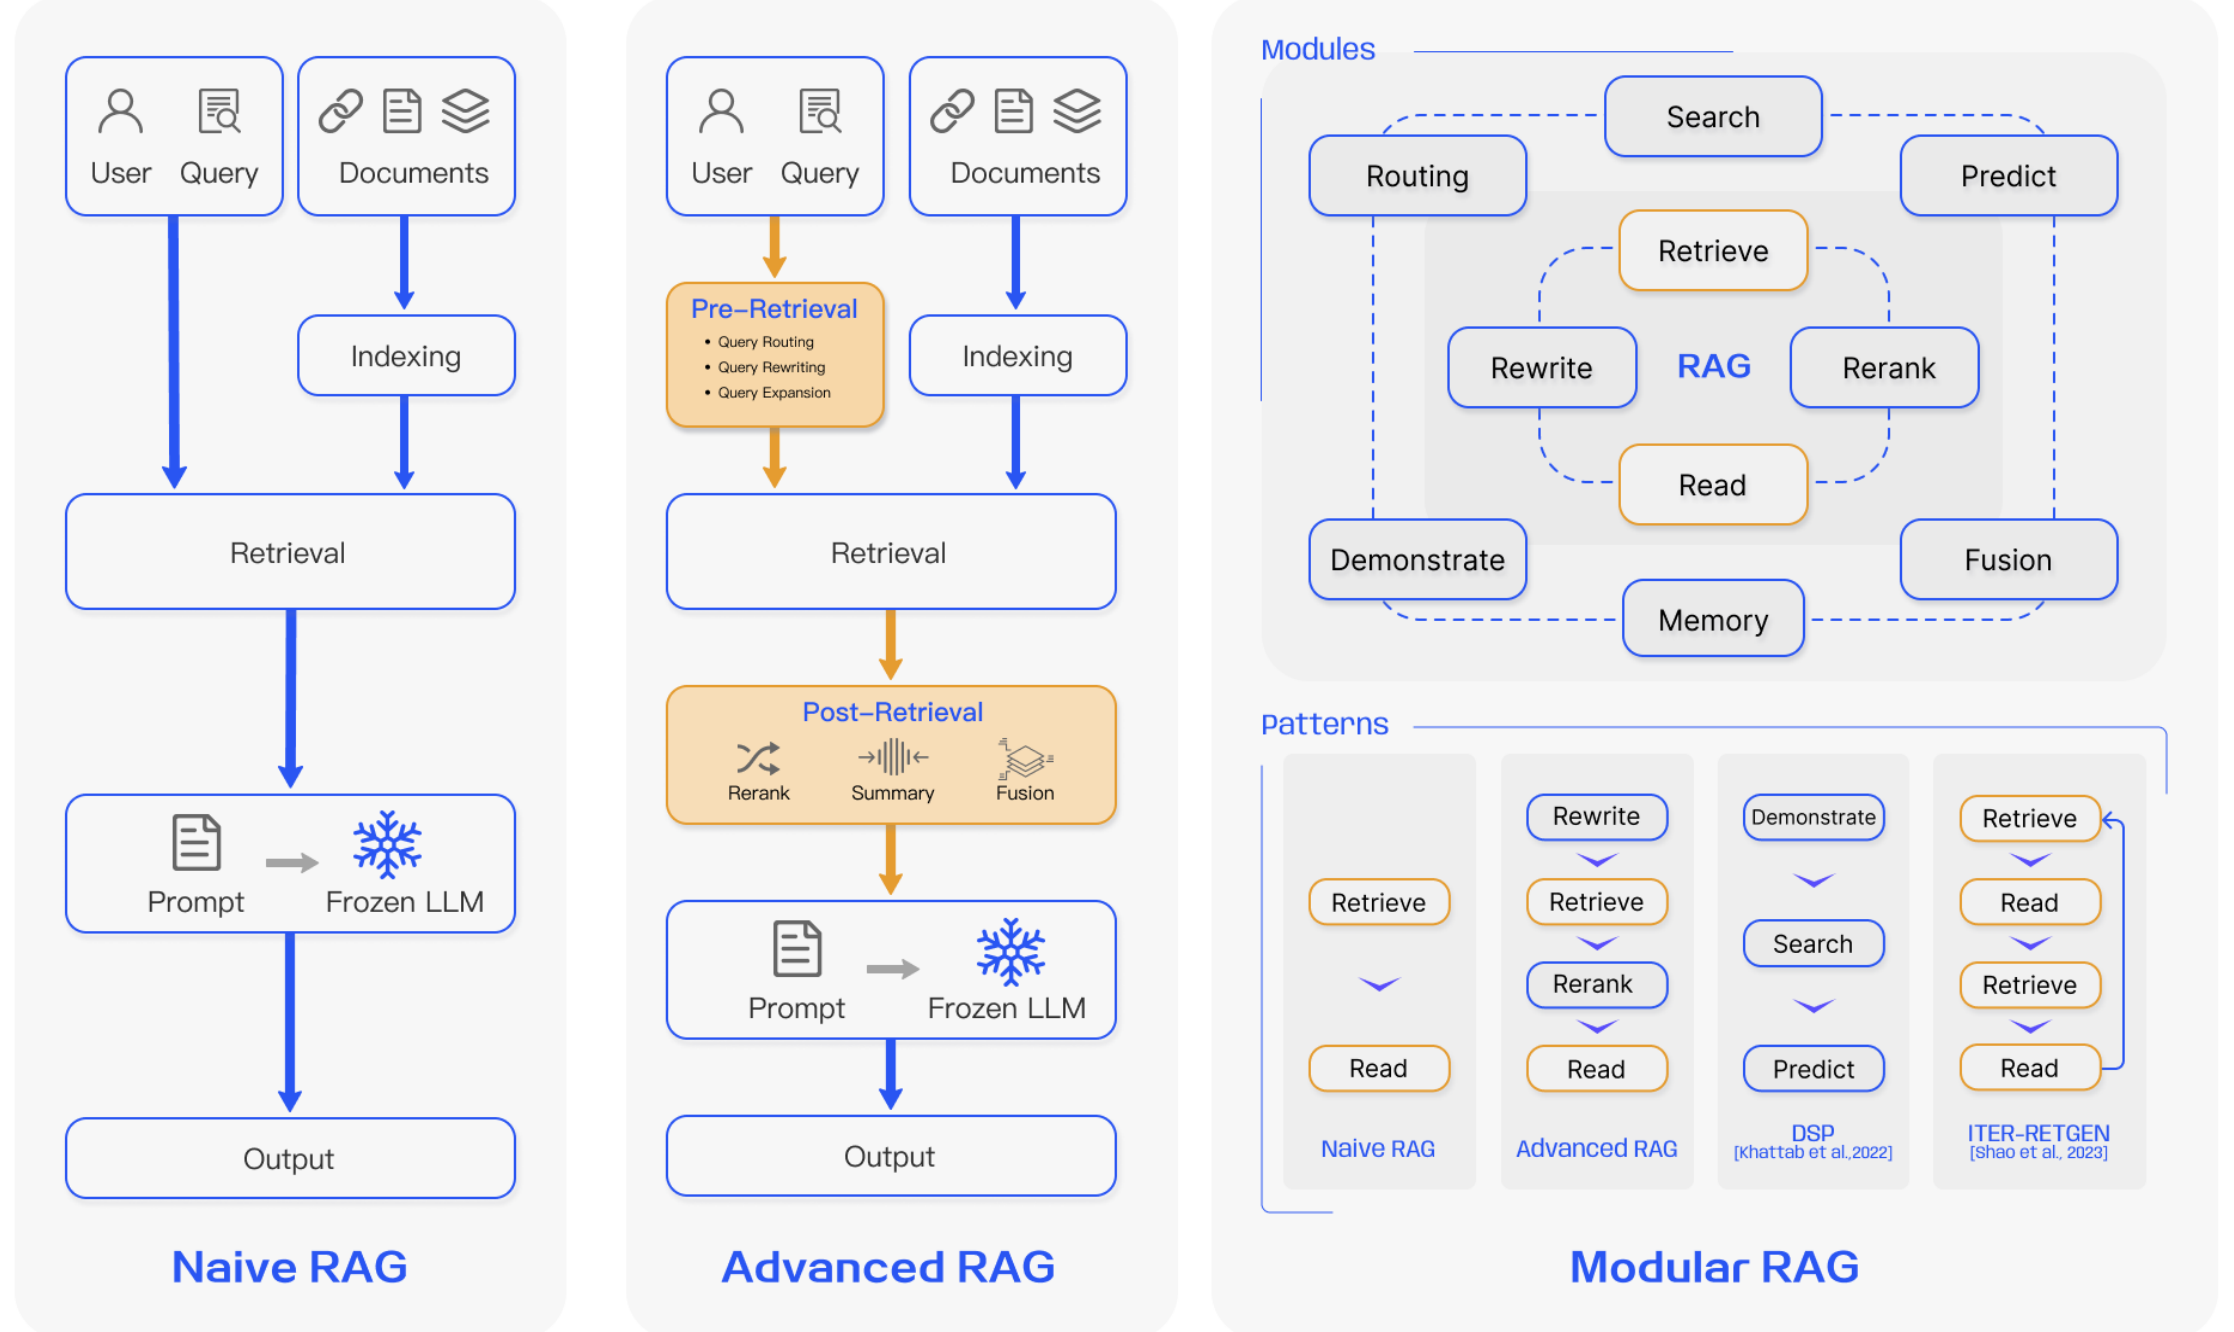 User Query
Documents
Indexing
Retrieval
Prompt
Frozen LLM
Output
Naive RAG
User Query
Documents
Pre-Retrieval
• Query Routing
• Query Rewriting
• Query Expansion
Indexing
Retrieval
Post-Retrieval
Rerank
Summary
Fusion
Prompt
Frozen LLM
Output
Advanced RAG
Modules
Search
Routing
Predict
Retrieve
Rewrite
RAG
Rerank
Read
Demonstrate
Fusion
Memory
Patterns
Retrieve
Read
Naive RAG
Rewrite
Retrieve
Rerank
Read
Advanced RAG
Demonstrate
Search
Predict
DSP
[Khattab et al.,2022]
Retrieve
Read
Retrieve
Read
ITER-RETGEN
[Shao et al., 2023]
Modular RAG